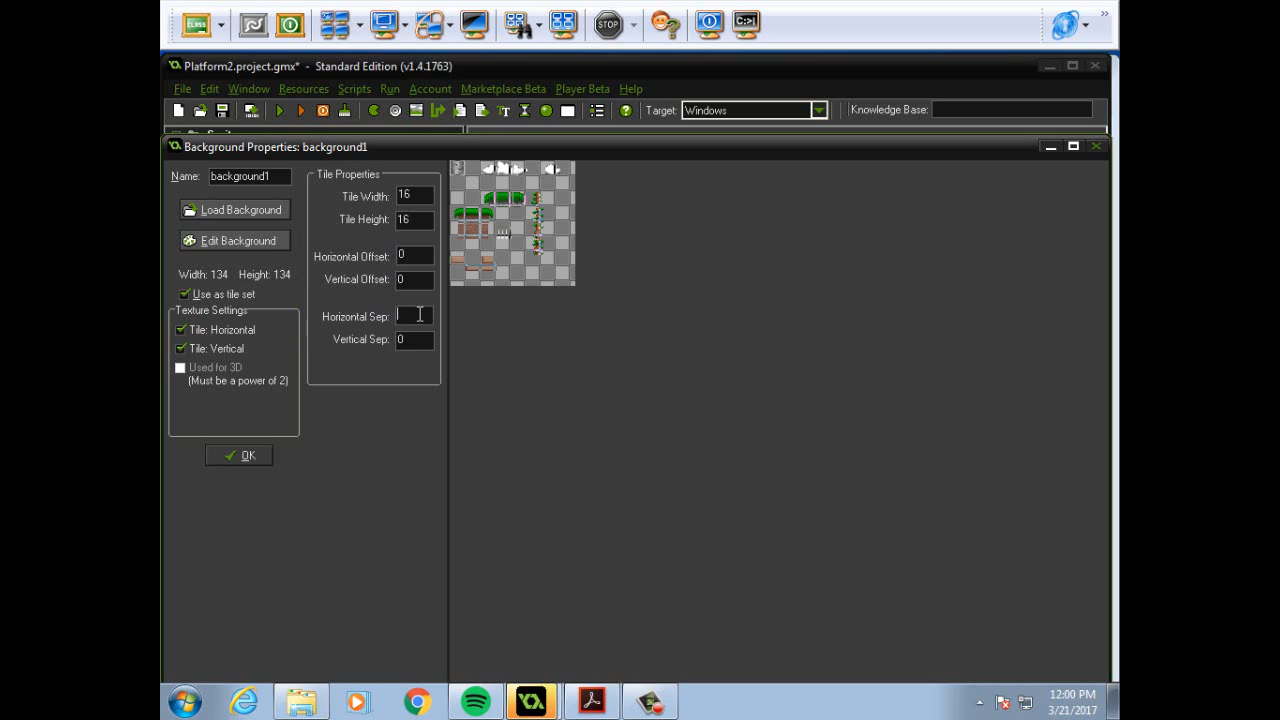 CLASS
STOP
C:\>
»
Platform2.project.gmx* - Standard Edition (v1.4.1763)
File Edit Window Resources Scripts Run Account Marketplace Beta Player Beta Help
Target: Windows Knowledge Base:
Background Properties: background1
Name: background1
Load Background
Edit Background
Width: 134 Height: 134
Use as tile set
Texture Settings
Tile: Horizontal
Tile: Vertical
Used for 3D
(Must be a power of 2)
OK
Tile Properties
Tile Width: 16
Tile Height: 16
Horizontal Offset: 0
Vertical Offset: 0
Horizontal Sep:
Vertical Sep: 0
12:00 PM
3/21/2017